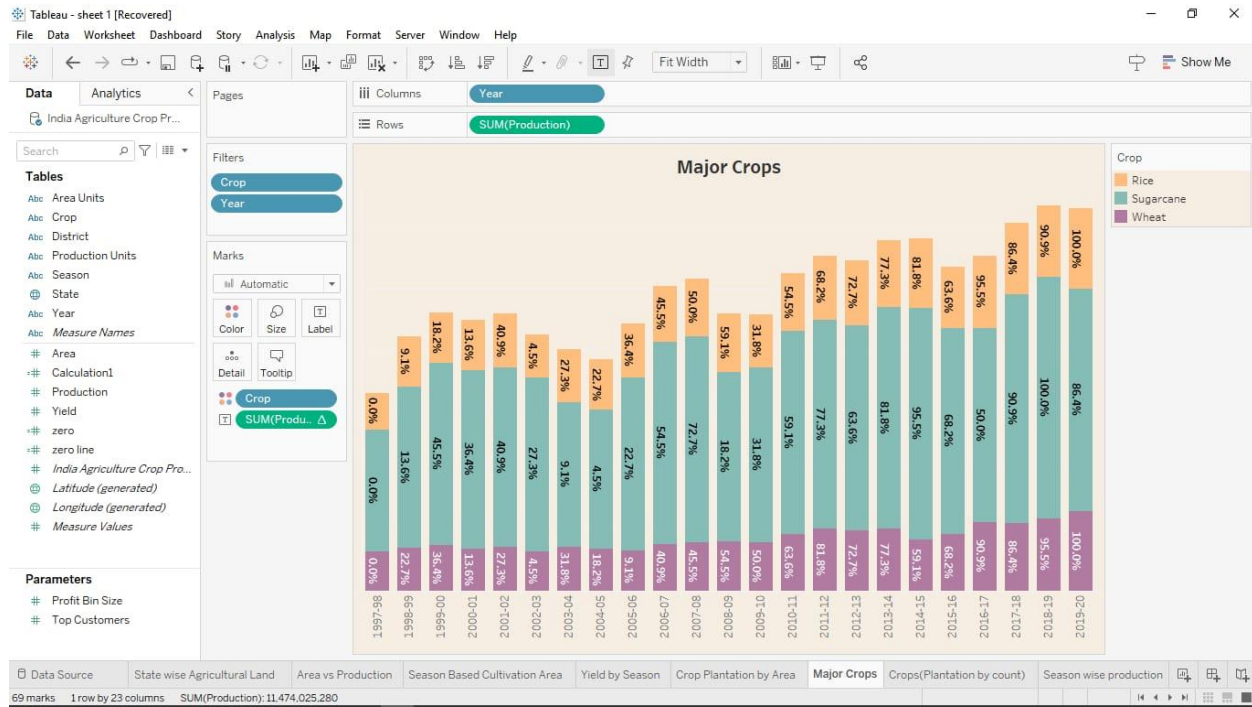 Tableau - sheet 1 [Recovered]
File Data Worksheet Dashboard Story Analysis Map Format Server Window Help
Fit Width
Show Me
Data Analytics
India Agriculture Crop Pr...
Search
Tables
Abc Area Units
Abc Crop
Abc District
Abc Production Units
Abc Season
State
Abc Year
Abc Measure Names
# Area
=# Calculation1
# Production
# Yield
=# zero
=# zero line
# India Agriculture Crop Pro...
Latitude (generated)
Longitude (generated)
# Measure Values
Parameters
# Profit Bin Size
# Top Customers
Pages
Filters
Crop
Year
Marks
Automatic
Color Size Label
Detail Tooltip
Crop
SUM(Produ.. Δ
Columns Year
Rows SUM(Production)
Major Crops
0.0% 9.1% 18.2% 13.6% 40.9% 4.5% 27.3% 22.7% 36.4% 45.5% 50.0% 59.1% 31.8% 54.5% 68.2% 72.7% 77.3% 81.8% 63.6% 95.5% 86.4% 90.9% 100.0%
0.0% 13.6% 45.5% 36.4% 40.9% 27.3% 9.1% 4.5% 22.7% 54.5% 72.7% 18.2% 31.8% 59.1% 77.3% 63.6% 81.8% 95.5% 68.2% 50.0% 90.9% 100.0% 86.4%
0.0% 22.7% 36.4% 13.6% 27.3% 4.5% 31.8% 18.2% 9.1% 40.9% 45.5% 54.5% 50.0% 63.6% 81.8% 72.7% 77.3% 59.1% 68.2% 90.9% 86.4% 95.5% 100.0%
1997-98 1998-99 1999-00 2000-01 2001-02 2002-03 2003-04 2004-05 2005-06 2006-07 2007-08 2008-09 2009-10 2010-11 2011-12 2012-13 2013-14 2014-15 2015-16 2016-17 2017-18 2018-19 2019-20
Crop
Rice
Sugarcane
Wheat
Data Source State wise Agricultural Land Area vs Production Season Based Cultivation Area Yield by Season Crop Plantation by Area Major Crops Crops(Plantation by count) Season wise production
69 marks 1 row by 23 columns SUM(Production): 11,474,025,280